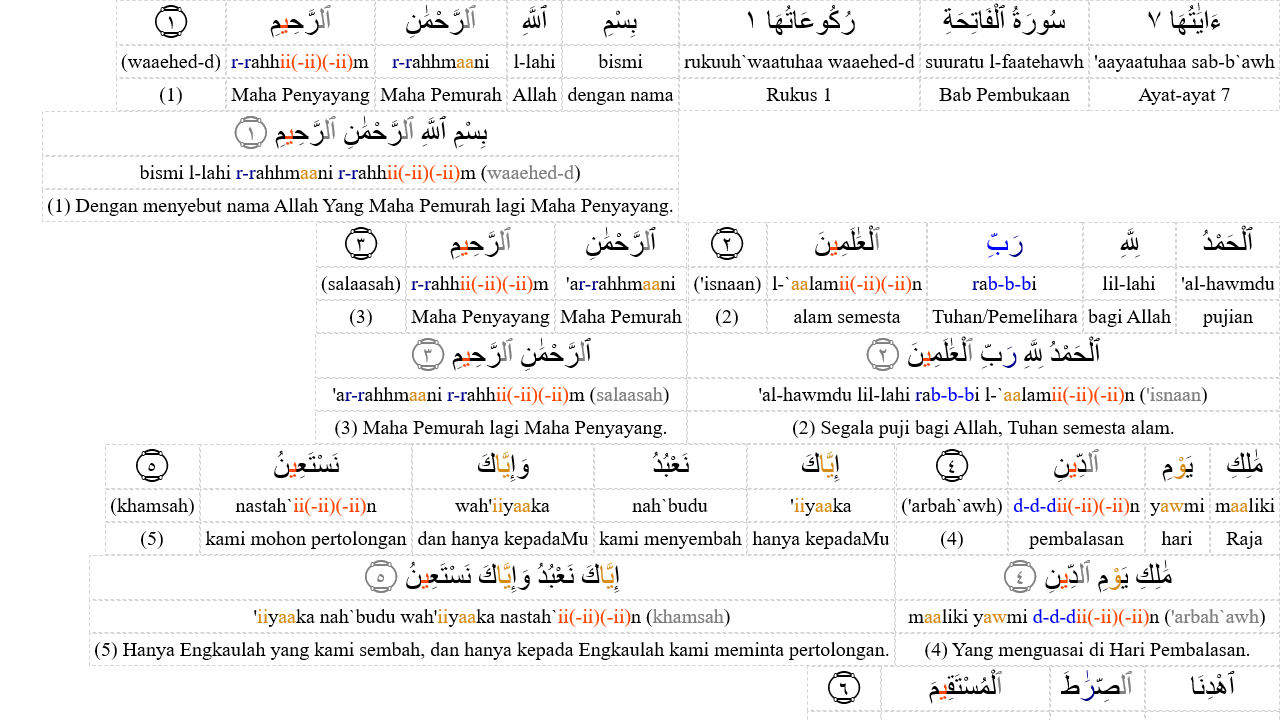 ءَايَٰتُهَا ٧ سُورَةُ ٱلْفَاتِحَةِ رُكُوعَاتُهَا ١ بِسْمِ ٱللَّهِ ٱلرَّحْمَٰنِ ٱلرَّحِيمِ ١
'aayaatuhaa sab-b`awh suuratu l-faatehawh rukuuh`waatuhaa waaehed-d bismi l-lahi r-rahhmaani r-rahhii(-ii)(-ii)m (waaehed-d)
Ayat-ayat 7 Bab Pembukaan Rukus 1 dengan nama Allah Maha Pemurah Maha Penyayang (1)
بِسْمِ ٱللَّهِ ٱلرَّحْمَٰنِ ٱلرَّحِيمِ ١
bismi l-lahi r-rahhmaani r-rahhii(-ii)(-ii)m (waaehed-d)
(1) Dengan menyebut nama Allah Yang Maha Pemurah lagi Maha Penyayang.
ٱلْحَمْدُ لِلَّهِ رَبِّ ٱلْعَٰلَمِينَ ٢ ٱلرَّحْمَٰنِ ٱلرَّحِيمِ ٣
'al-hawmdu lil-lahi rab-b-bi l-`aalamii(-ii)(-ii)n ('isnaan) 'ar-rahhmaani r-rahhii(-ii)(-ii)m (salaasah)
pujian bagi Allah Tuhan/Pemelihara alam semesta (2) Maha Pemurah Maha Penyayang (3)
ٱلْحَمْدُ لِلَّهِ رَبِّ ٱلْعَٰلَمِينَ ٢ ٱلرَّحْمَٰنِ ٱلرَّحِيمِ ٣
'al-hawmdu lil-lahi rab-b-bi l-`aalamii(-ii)(-ii)n ('isnaan) 'ar-rahhmaani r-rahhii(-ii)(-ii)m (salaasah)
(2) Segala puji bagi Allah, Tuhan semesta alam. (3) Maha Pemurah lagi Maha Penyayang.
مَٰلِكِ يَوْمِ ٱلدِّينِ ٤ إِيَّاكَ نَعْبُدُ وَإِيَّاكَ نَسْتَعِينُ ٥
maaliki yawmi d-d-dii(-ii)(-ii)n ('arbah`awh) 'iiyaaka nah`budu wah'iiyaaka nastah`ii(-ii)(-ii)n (khamsah)
Raja hari pembalasan (4) hanya kepadaMu kami menyembah dan hanya kepadaMu kami mohon pertolongan (5)
مَٰلِكِ يَوْمِ ٱلدِّينِ ٤ إِيَّاكَ نَعْبُدُ وَإِيَّاكَ نَسْتَعِينُ ٥
maaliki yawmi d-d-dii(-ii)(-ii)n ('arbah`awh) 'iiyaaka nah`budu wah'iiyaaka nastah`ii(-ii)(-ii)n (khamsah)
(4) Yang menguasai di Hari Pembalasan. (5) Hanya Engkaulah yang kami sembah, dan hanya kepada Engkaulah kami meminta pertolongan.
ٱهْدِنَا ٱلصِّرَٰطَ ٱلْمُسْتَقِيمَ ٦